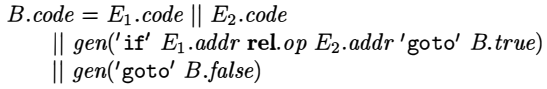 B.code = E₁.code || E₂.code
|| gen('if' E₁.addr rel.op E₂.addr 'goto' B.true)
|| gen('goto' B.false)